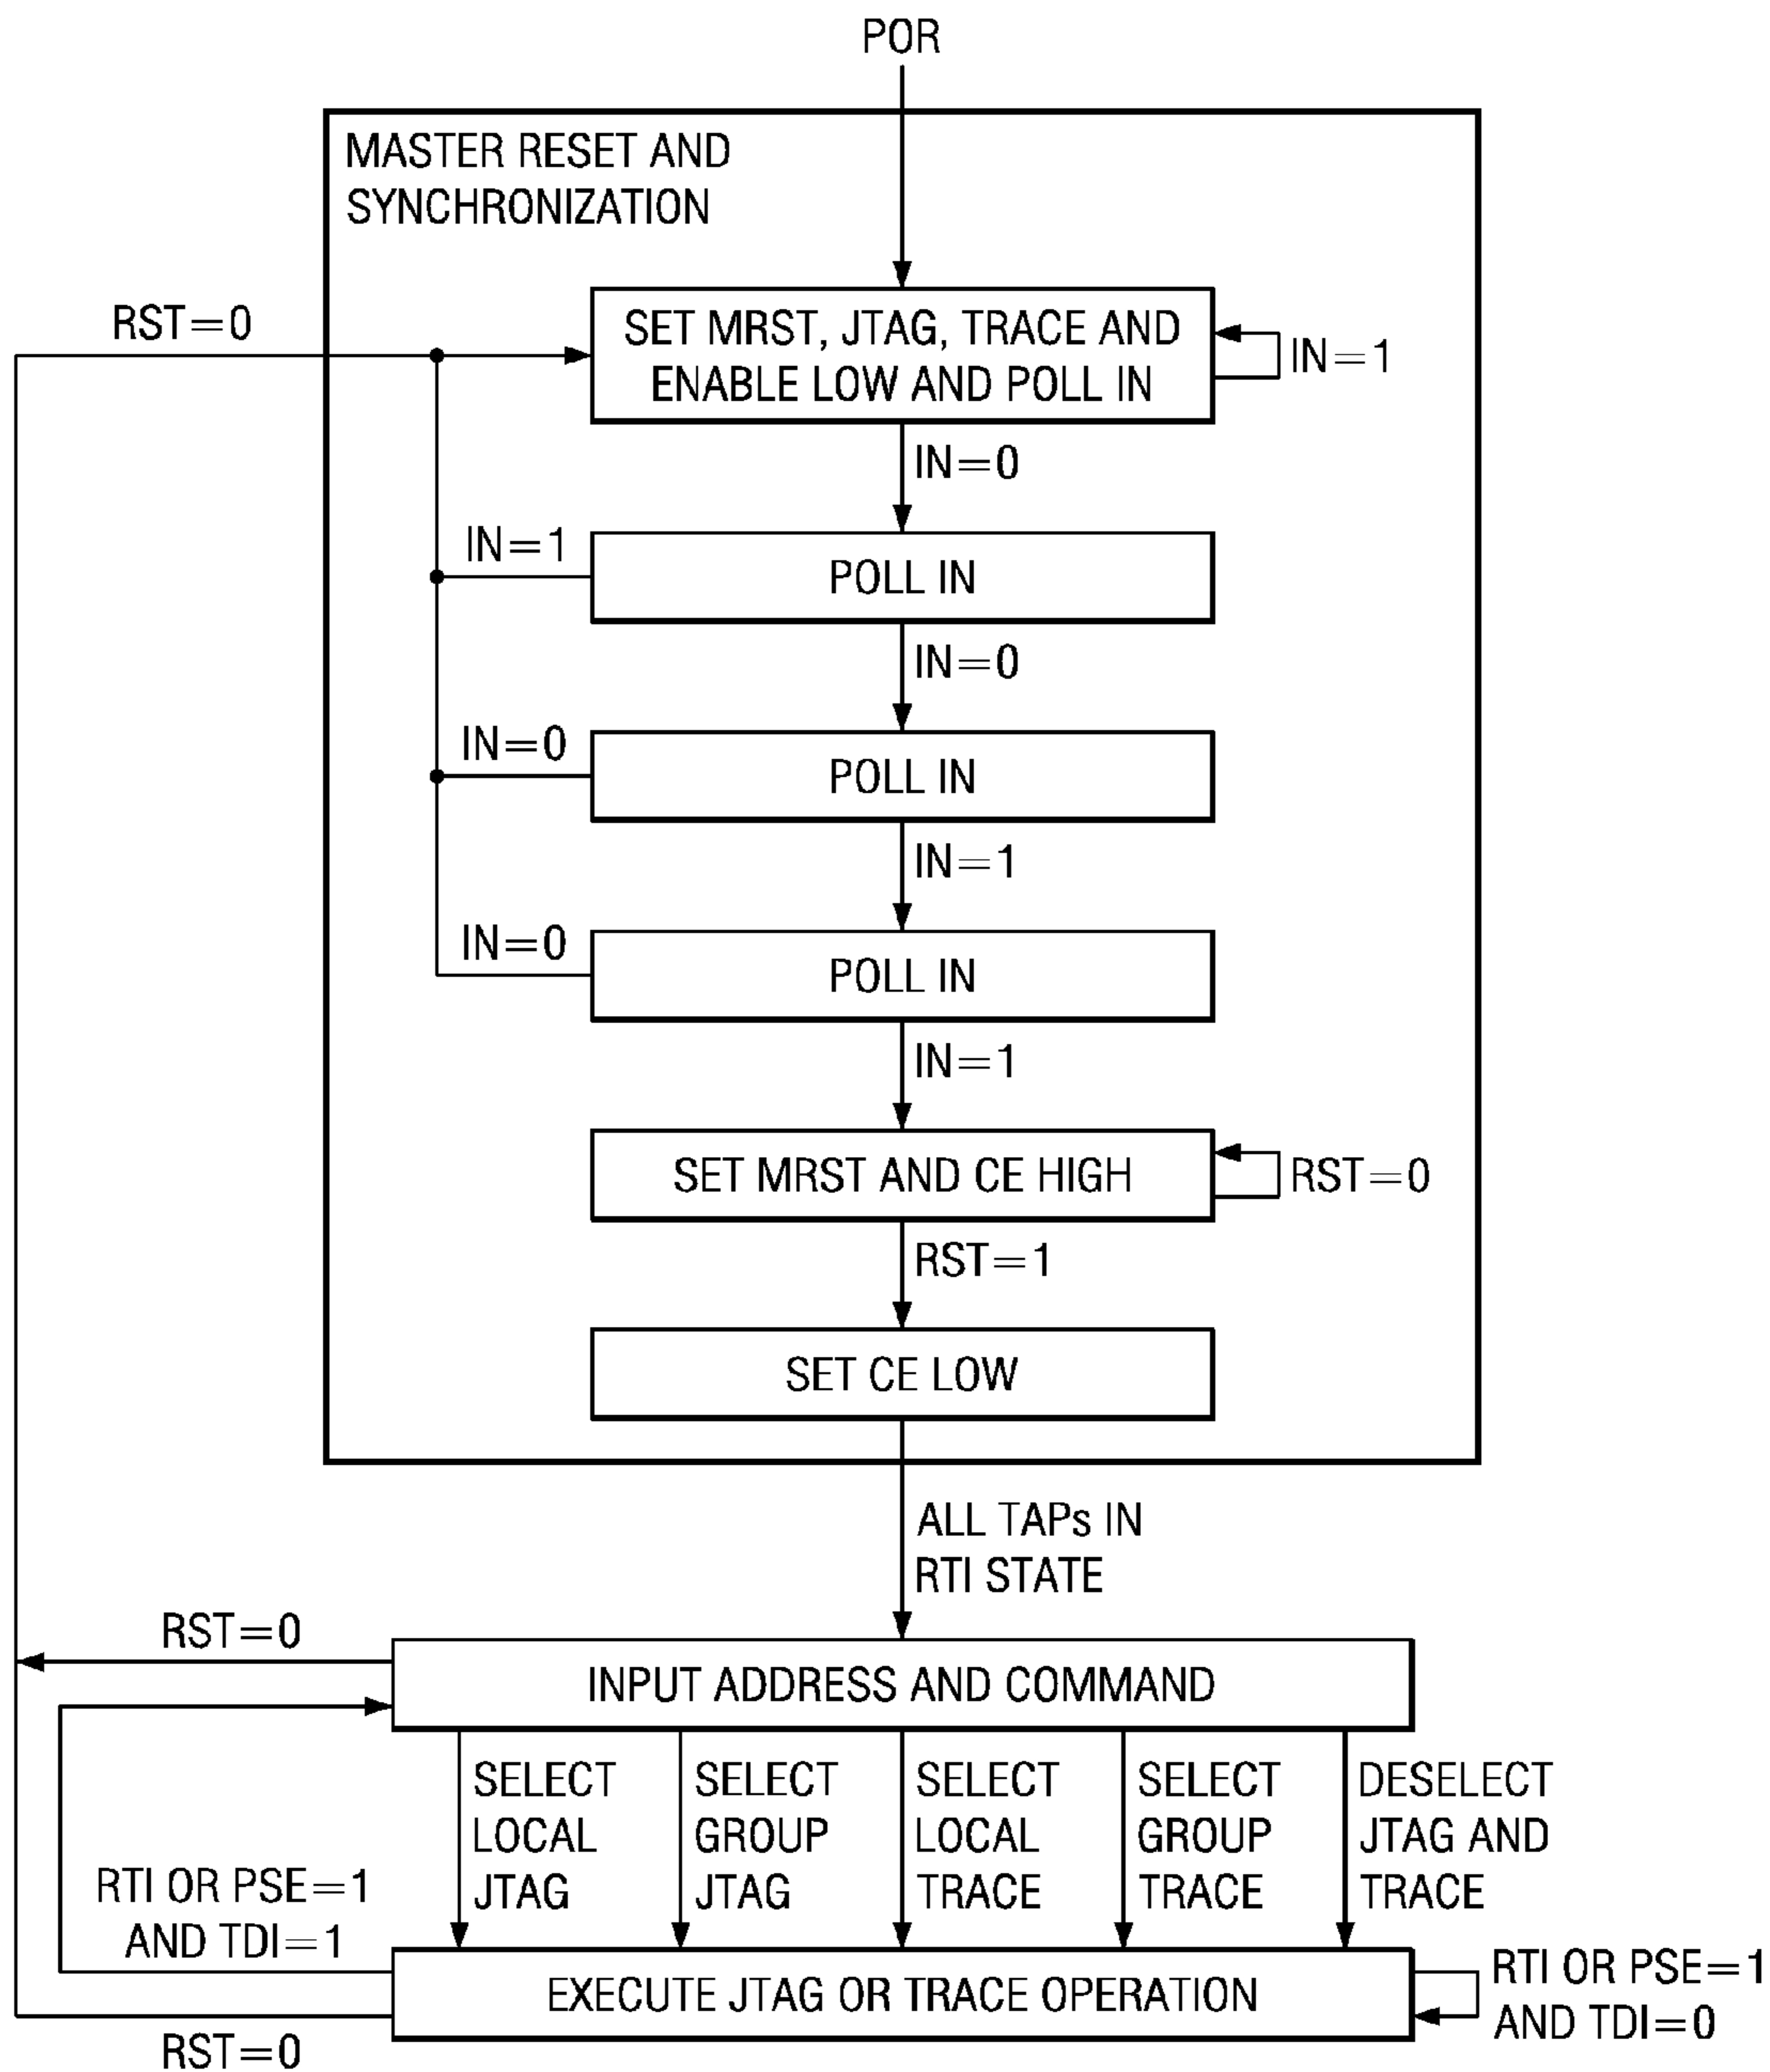 POR
MASTER RESET AND
SYNCHRONIZATION
RST=0
SET MRST, JTAG, TRACE AND
ENABLE LOW AND POLL IN
IN=1
IN=0
IN=1
POLL IN
IN=0
IN=0
POLL IN
IN=1
IN=0
POLL IN
IN=1
SET MRST AND CE HIGH
RST=0
RST=1
SET CE LOW
ALL TAPs IN
RTI STATE
RST=0
INPUT ADDRESS AND COMMAND
SELECT
LOCAL
JTAG
SELECT
GROUP
JTAG
SELECT
LOCAL
TRACE
SELECT
GROUP
TRACE
DESELECT
JTAG AND
TRACE
RTI OR PSE=1
AND TDI=1
EXECUTE JTAG OR TRACE OPERATION
RTI OR PSE=1
AND TDI=0
RST=0